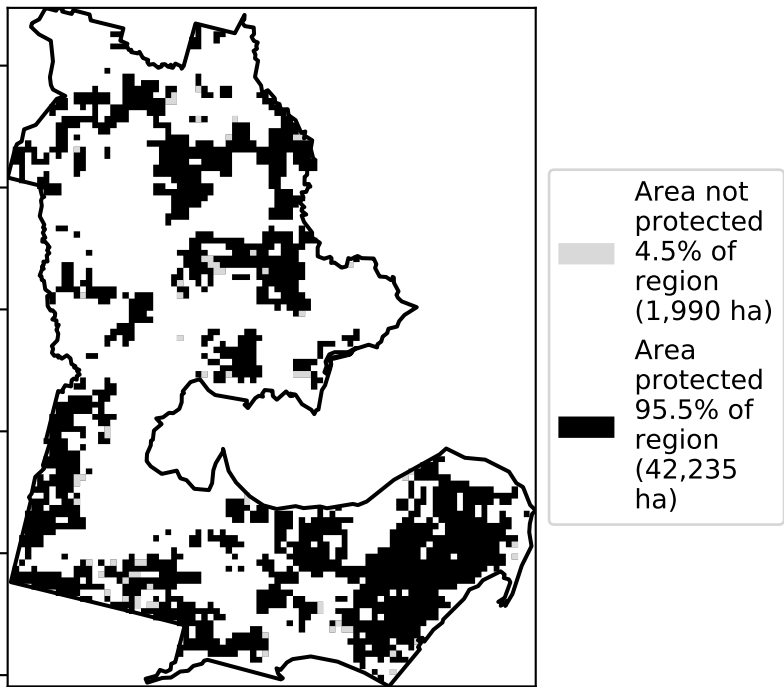 Area not
protected
4.5% of
region
(1,990 ha)
Area
protected
95.5% of
region
(42,235
ha)